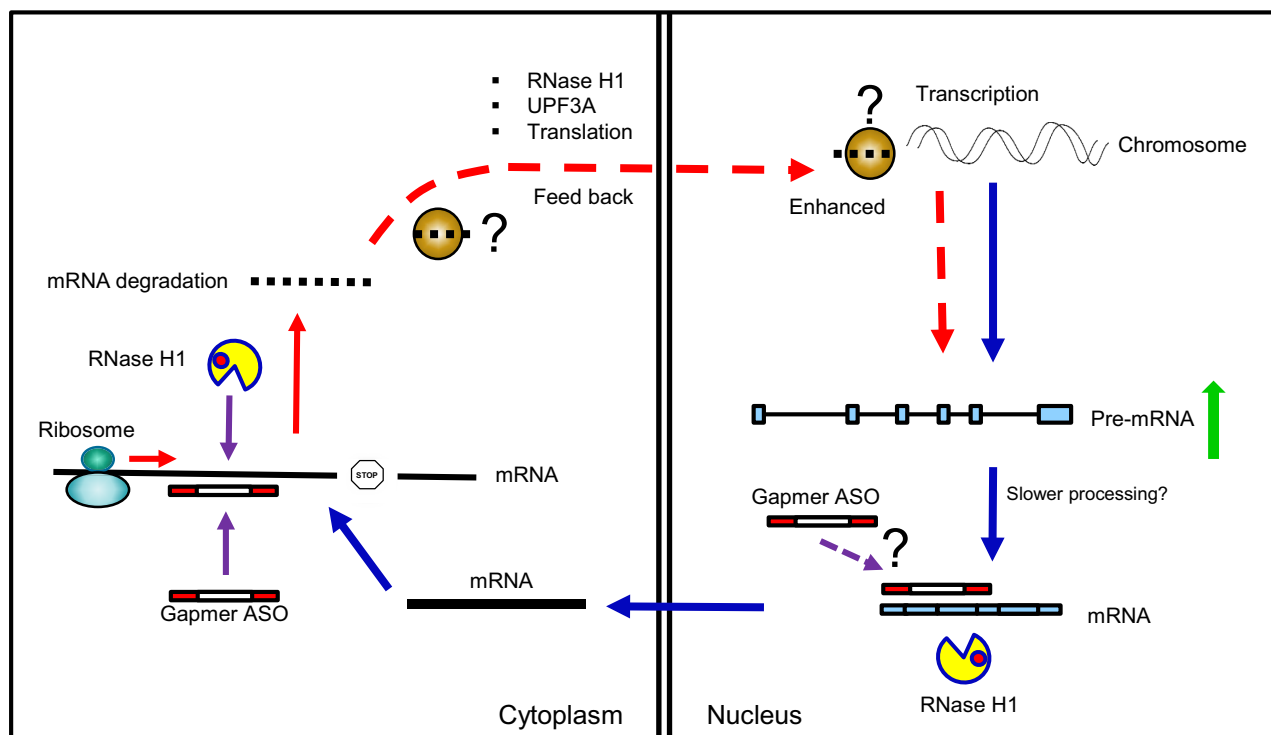 RNase H1
UPF3A
Translation
Feed back
?
mRNA degradation
RNase H1
Ribosome
STOP
mRNA
Gapmer ASO
mRNA
Cytoplasm
?
Transcription
Chromosome
Enhanced
Pre-mRNA
Slower processing?
Gapmer ASO
?
mRNA
RNase H1
Nucleus